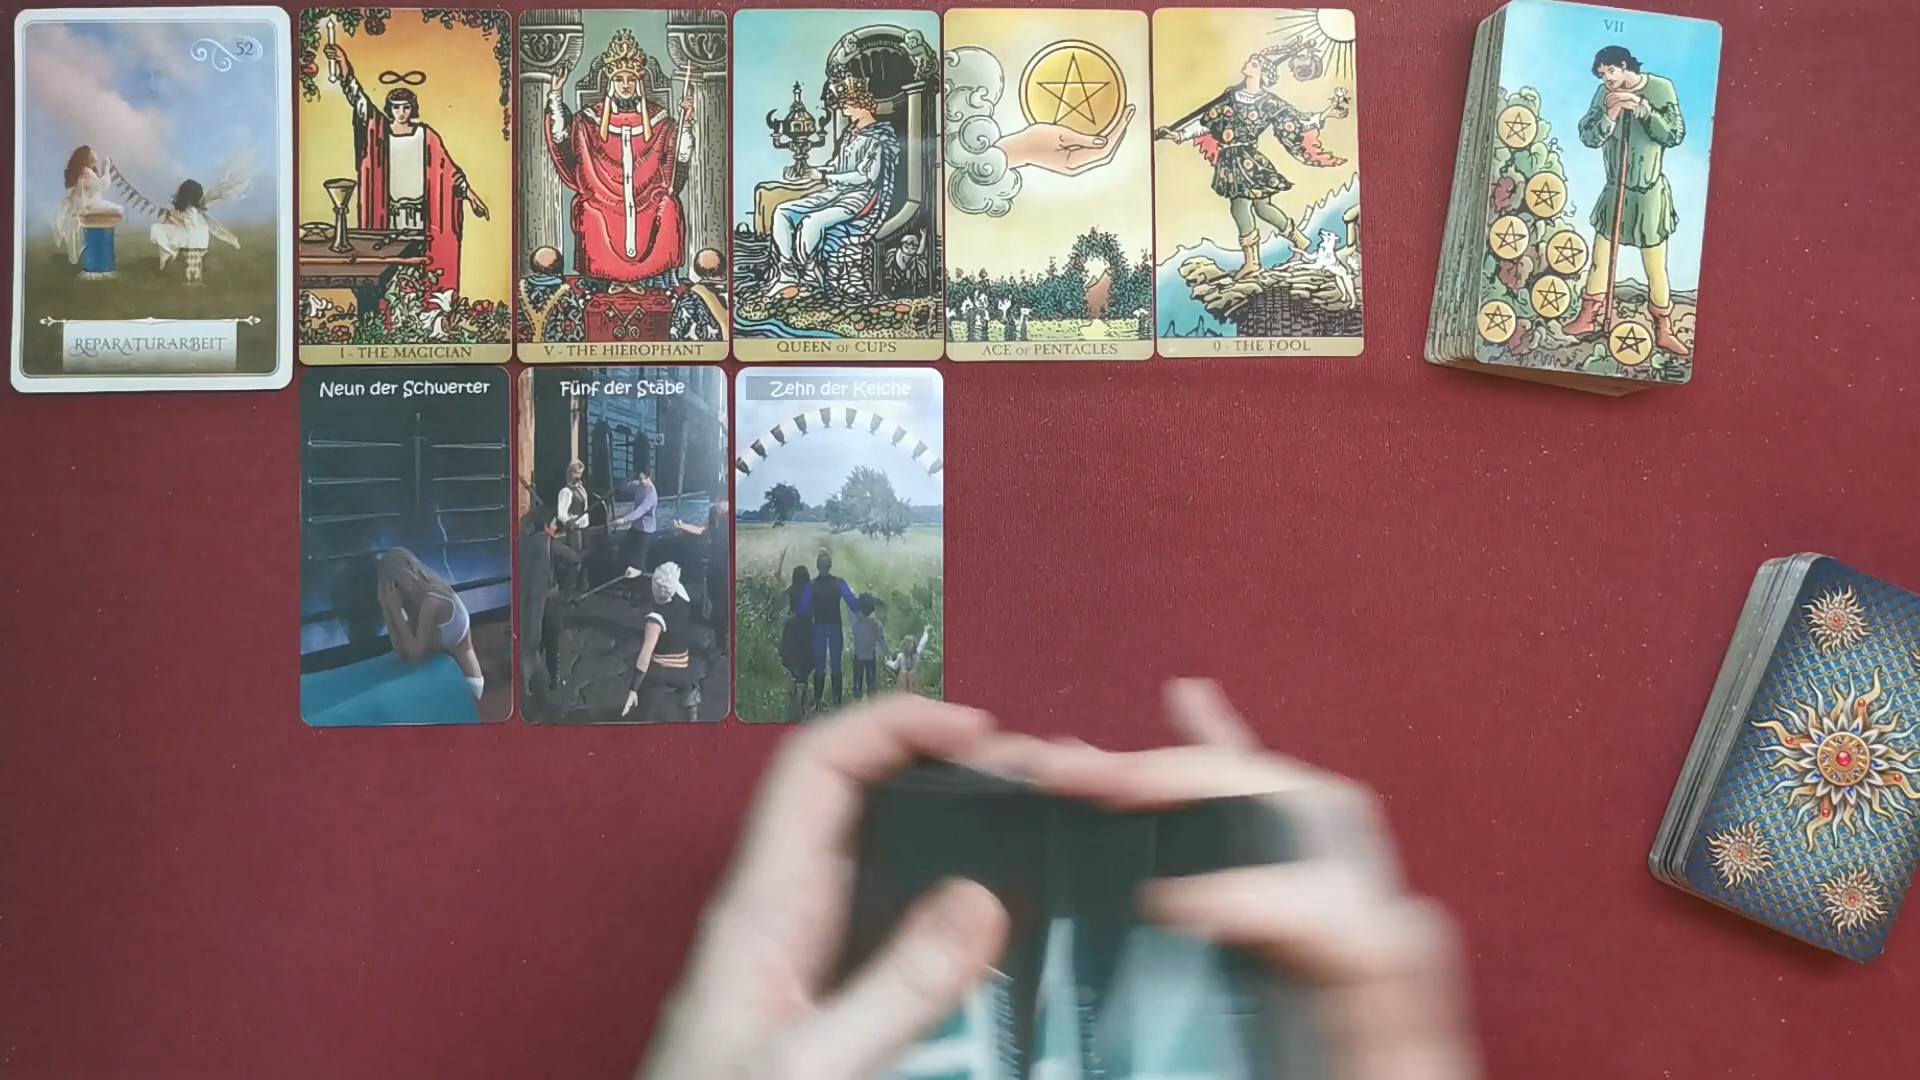 52
REPARATURARBEIT
I - THE MAGICIAN
V - THE HIEROPHANT
QUEEN OF CUPS
ACE OF PENTACLES
0 - THE FOOL
VII
Neun der Schwerter
Fünf der Stäbe
Zehn der Kelche